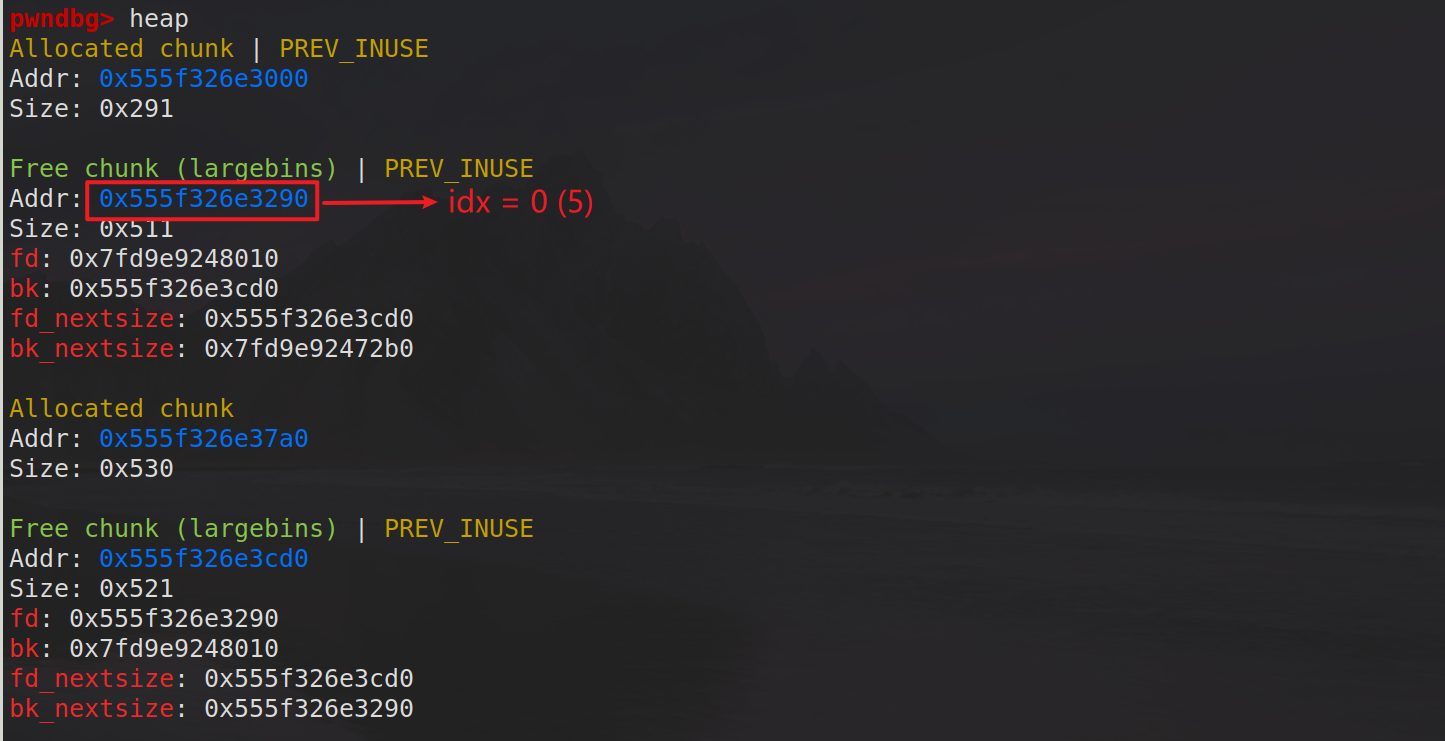 pwndbg> heap
Allocated chunk | PREV_INUSE
Addr: 0x555f326e3000
Size: 0x291
Free chunk (largebins) | PREV_INUSE
Addr: 0x555f326e3290 idx = 0 (5)
Size: 0x511
fd: 0x7fd9e9248010
bk: 0x555f326e3cd0
fd_nextsize: 0x555f326e3cd0
bk_nextsize: 0x7fd9e92472b0
Allocated chunk
Addr: 0x555f326e37a0
Size: 0x530
Free chunk (largebins) | PREV_INUSE
Addr: 0x555f326e3cd0
Size: 0x521
fd: 0x555f326e3290
bk: 0x7fd9e9248010
fd_nextsize: 0x555f326e3cd0
bk_nextsize: 0x555f326e3290